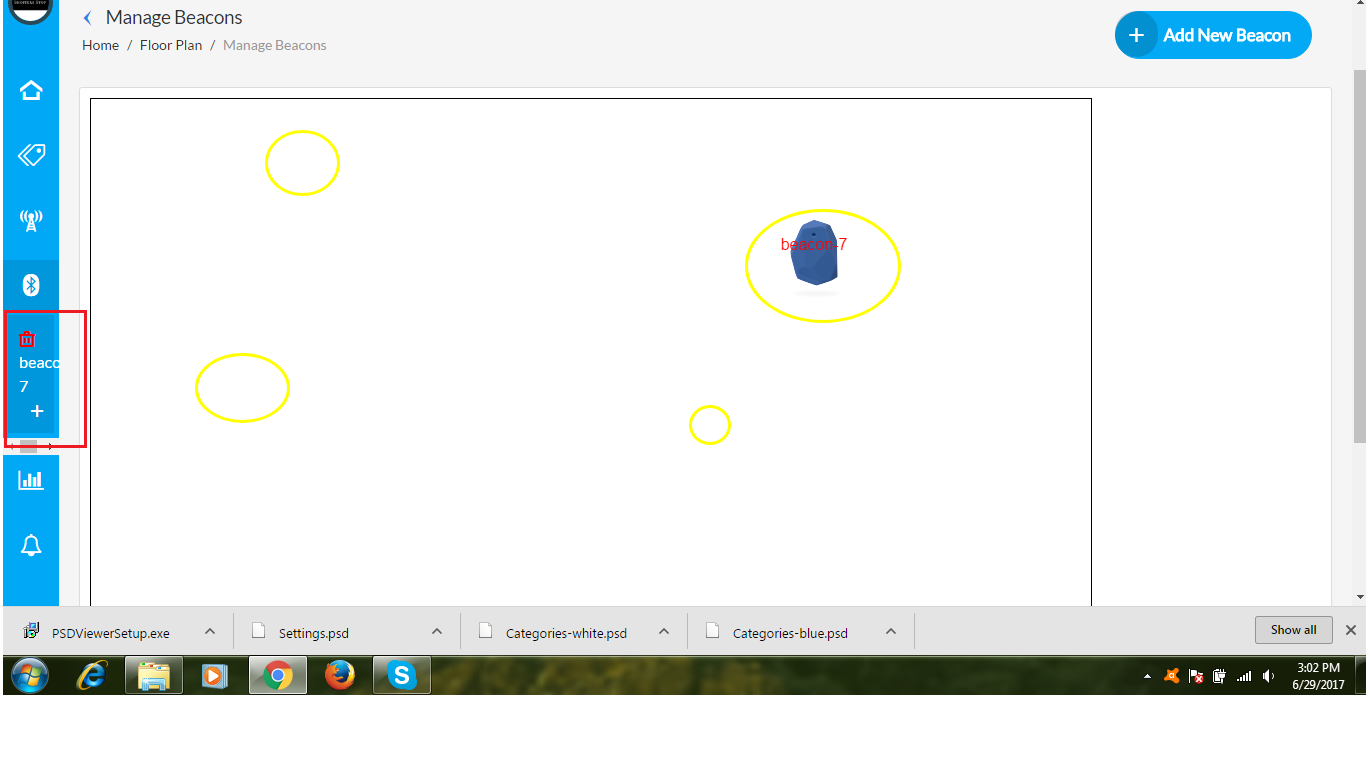 Manage Beacons
Home / Floor Plan / Manage Beacons
+ Add New Beacon
beacon-7
beaco
7
+
PSDViewerSetup.exe
Settings.psd
Categories-white.psd
Categories-blue.psd
Show all
3:02 PM
6/29/2017